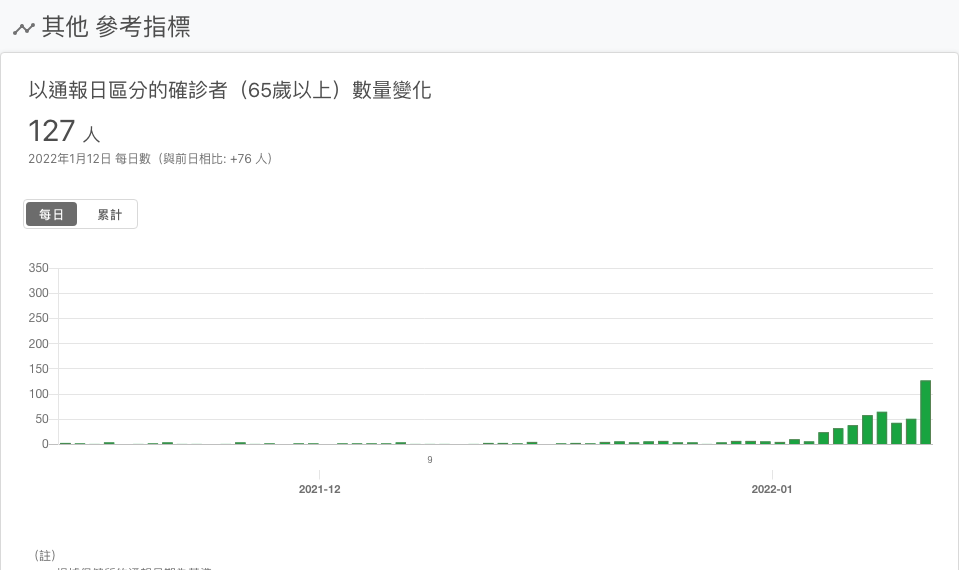 其他 參考指標
以通報日區分的確診者（65歲以上）數量變化
127 人
2022年1月12日 每日數（與前日相比: +76 人）
每日 累計
350
300
250
200
150
100
50
0
9
2021-12 2022-01
（註）